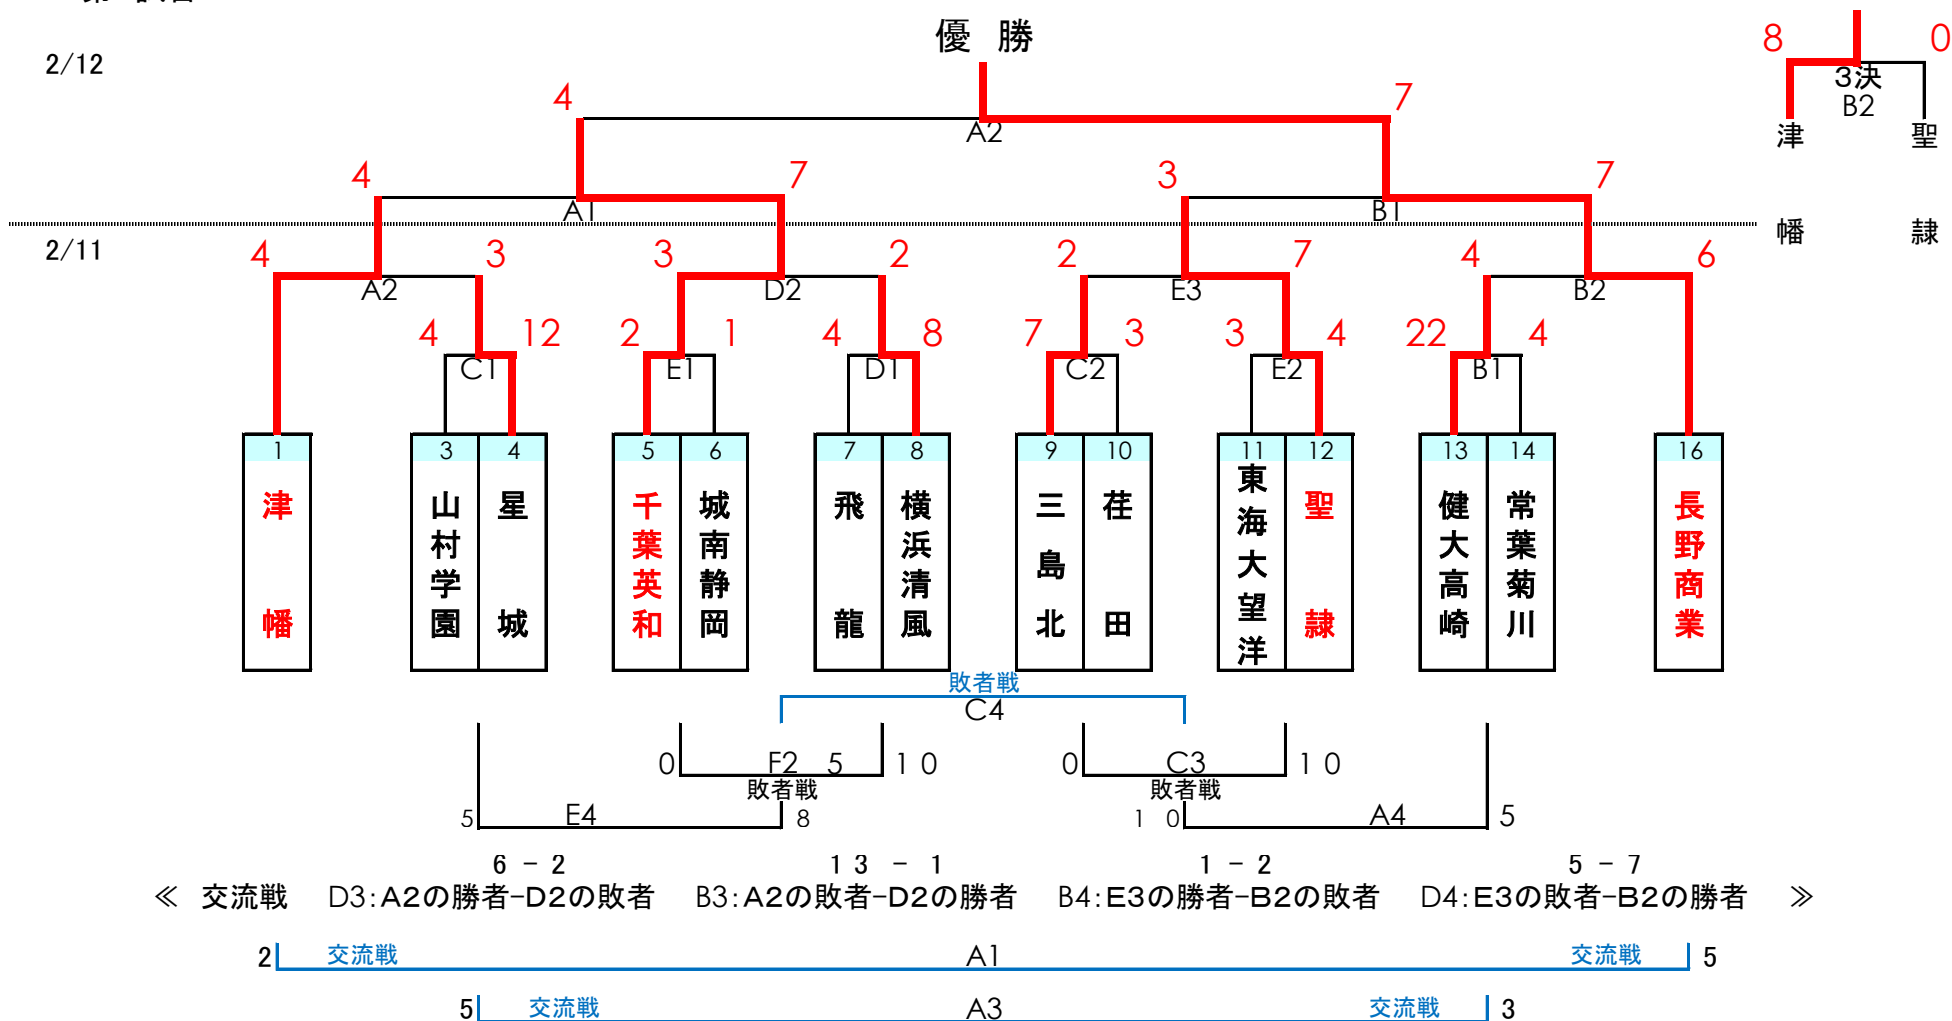 優 勝
8 0
2/12
3決
4 7
B2
A2
津幡 聖隷
4 7 3 7
A1 B1
2/11
4 3 3 2 2 7 4 6
A2 D2 E3 B2
4 12 2 1 4 8 7 3 3 4 22 4
C1 E1 D1 C2 E2 B1
1 3 4 5 6 7 8 9 10 11 12 13 14 16
津幡
山村学園
星城
千葉英和
城南静岡
飛龍
横浜清風
三島北
荏田
東海大望洋
聖隷
健大高崎
常葉菊川
長野商業
敗者戦
C4
0 F2 5 10 0 C3 10
敗者戦 敗者戦
5 E4 8 10 A4 5
6 - 2 13 - 1 1 - 2 5 - 7
≪ 交流戦 D3:A2の勝者-D2の敗者 B3:A2の敗者-D2の勝者 B4:E3の勝者-B2の敗者 D4:E3の敗者-B2の勝者 ≫
2 交流戦 A1 交流戦 5
5 交流戦 A3 交流戦 3